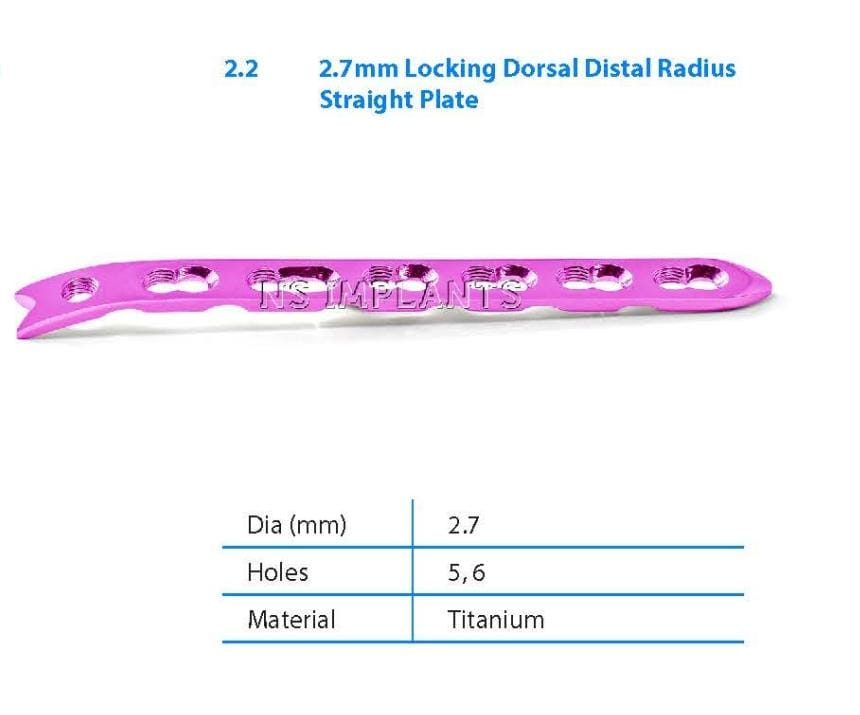 2.2 2.7mm Locking Dorsal Distal Radius
Straight Plate
NS IMPLANTS
Dia (mm) 2.7
Holes 5,6
Material Titanium